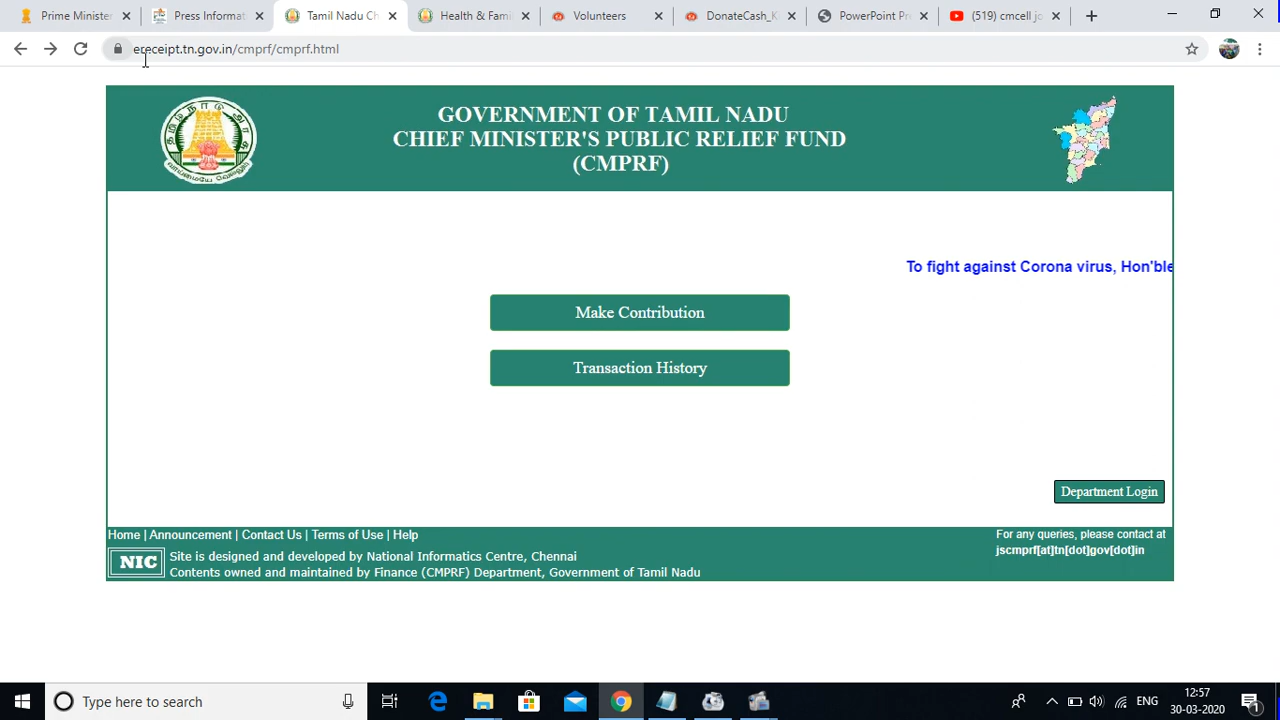 Prime Minister
Press Informat
Tamil Nadu Ch
Health & Fami
Volunteers
DonateCash_K
PowerPoint Pr
(519) cmcell jo
ereceipt.tn.gov.in/cmprf/cmprf.html
GOVERNMENT OF TAMIL NADU
CHIEF MINISTER'S PUBLIC RELIEF FUND
(CMPRF)
To fight against Corona virus, Hon'ble
Make Contribution
Transaction History
Department Login
Home | Announcement | Contact Us | Terms of Use | Help
For any queries, please contact at
jscmprf[at]tn[dot]gov[dot]in
NIC
Site is designed and developed by National Informatics Centre, Chennai
Contents owned and maintained by Finance (CMPRF) Department, Government of Tamil Nadu
Type here to search
ENG
12:57
30-03-2020
1